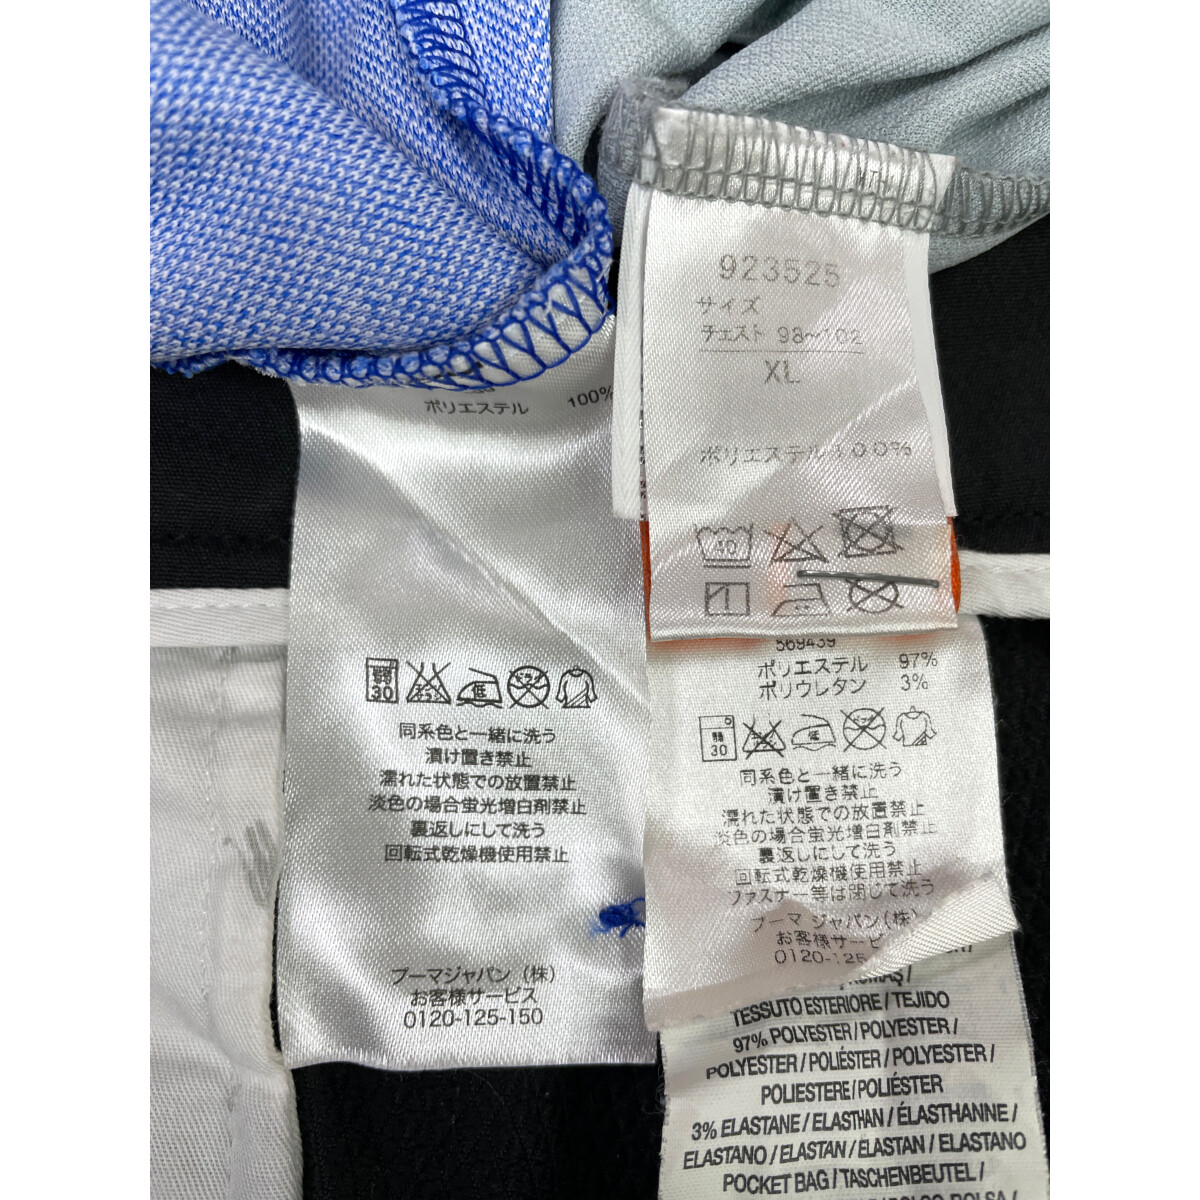 923525
サイズ
チェスト 98~102
XL
ポリエステル 100%
40
ポリエステル 100%
弱
30
低
同系色と一緒に洗う
漬け置き禁止
濡れた状態での放置禁止
淡色の場合蛍光増白剤禁止
裏返しにして洗う
回転式乾燥機使用禁止
プーマジャパン (株)
お客様サービス
0120-125-150
569439
ポリエステル 97%
ポリウレタン 3%
弱
30
低
同系色と一緒に洗う
漬け置き禁止
濡れた状態での放置禁止
淡色の場合蛍光増白剤禁止
裏返しにして洗う
回転式乾燥機使用禁止
ファスナー等は閉じて洗う
プーマ ジャパン(株)
お客様サービ
0120-125
TESSUTO ESTERIORE / TEJIDO
97% POLYESTER / POLYESTER /
POLYESTER / POLIÉSTER / POLYESTER /
POLIESTERE / POLIÉSTER
3% ELASTANE / ELASTHAN / ÉLASTHANNE /
ELASTANO / ELASTAN / ELASTAN / ELASTANO
POCKET BAG / TASCHENBEUTEL /